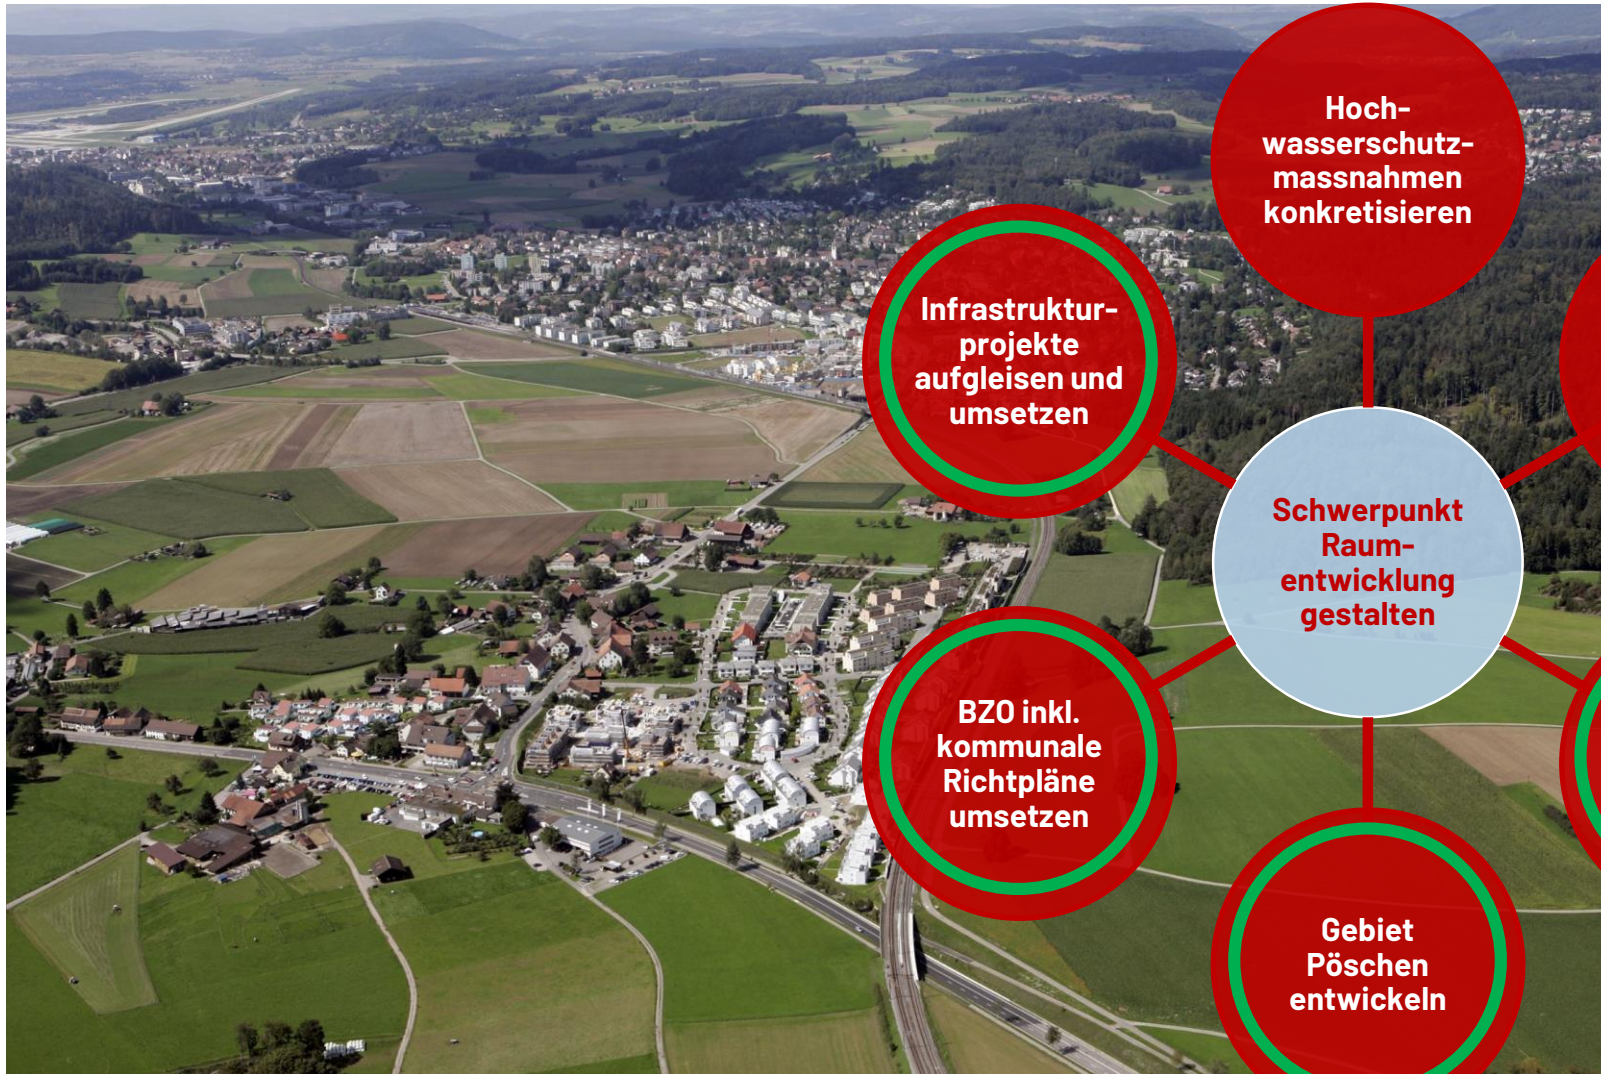 Hoch-
wasserschutz-
massnahmen
konkretisieren
Infrastruktur-
projekte
aufgleisen und
umsetzen
Schwerpunkt
Raum-
entwicklung
gestalten
BZO inkl.
kommunale
Richtpläne
umsetzen
Gebiet
Pöschen
entwickeln